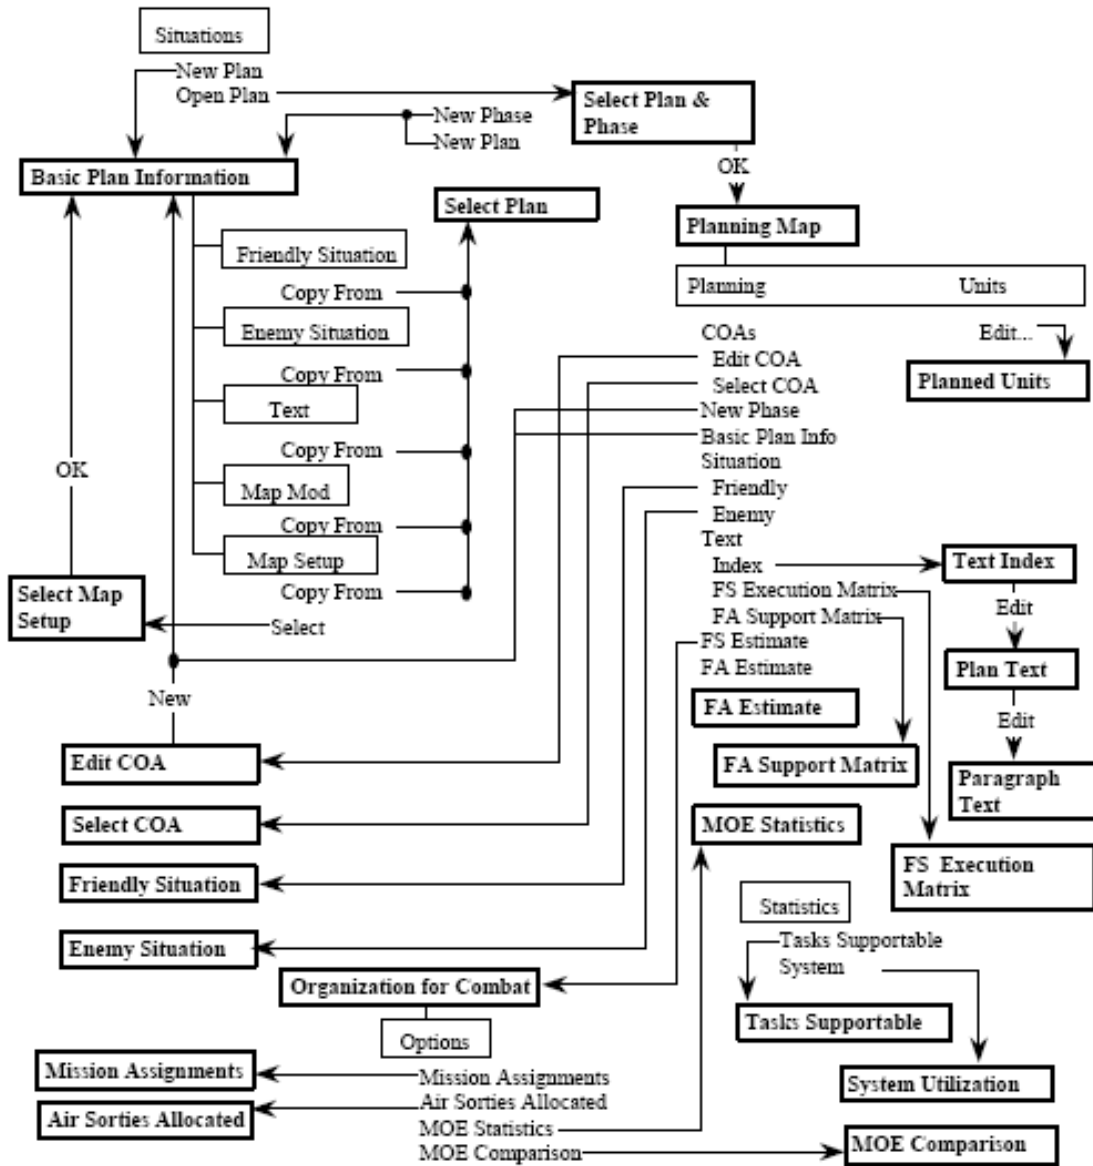 Situations
New Plan
Open Plan
Select Plan &
Phase
New Phase
New Plan
OK
Basic Plan Information
Select Plan
Planning Map
Friendly Situation
Planning Units
Copy From
Enemy Situation
COAs
Edit...
Edit COA
Planned Units
Copy From
Select COA
Text
New Phase
Basic Plan Info
Copy From
Situation
OK
Map Mod
Friendly
Enemy
Copy From
Text
Map Setup
Index
Text Index
Copy From
FS Execution Matrix
Edit
Select Map
Setup
Select
FA Support Matrix
FS Estimate
FA Estimate
Plan Text
New
FA Estimate
Edit
Edit COA
FA Support Matrix
Paragraph
Text
Select COA
MOE Statistics
Friendly Situation
FS Execution
Matrix
Statistics
Enemy Situation
Tasks Supportable
System
Organization for Combat
Tasks Supportable
Options
Mission Assignments
Mission Assignments
System Utilization
Air Sorties Allocated
Air Sorties Allocated
MOE Statistics
MOE Comparison
MOE Comparison